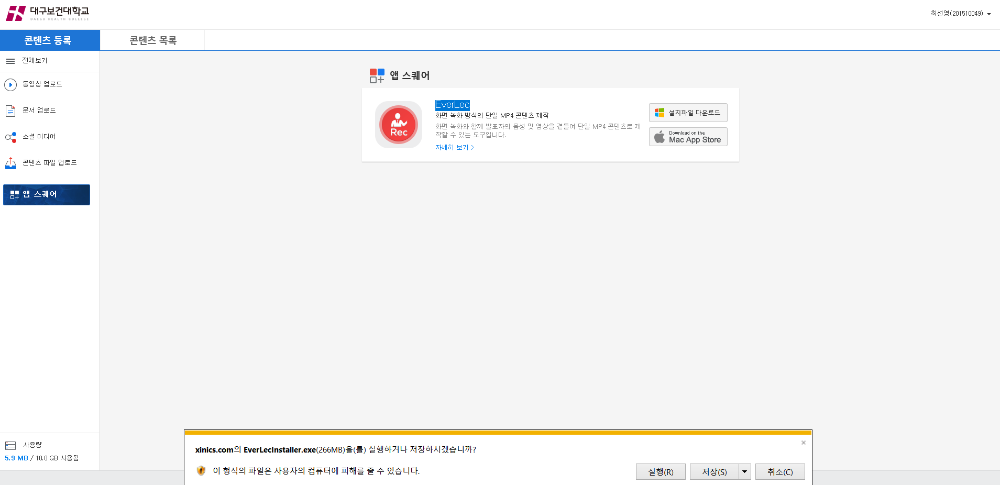 대구보건대학교
DAEGU HEALTH COLLEGE
최선영(201510049)
콘텐츠 등록
콘텐츠 목록
전체보기
동영상 업로드
문서 업로드
소셜 미디어
콘텐츠 파일 업로드
앱 스퀘어
사용량
5.9 MB / 10.0 GB 사용됨
앱 스퀘어
Rec
EverLec
화면 녹화 방식의 단일 MP4 콘텐츠 제작
화면 녹화와 함께 발표자의 음성 및 영상을 곁들여 단일 MP4 콘텐츠로 제
작할 수 있는 도구입니다.
자세히 보기 >
설치파일 다운로드
Download on the
Mac App Store
xinics.com의 EverLecInstaller.exe(266MB)을(를) 실행하거나 저장하시겠습니까?
×
이 형식의 파일은 사용자의 컴퓨터에 피해를 줄 수 있습니다.
실행(R)
저장(S)
취소(C)